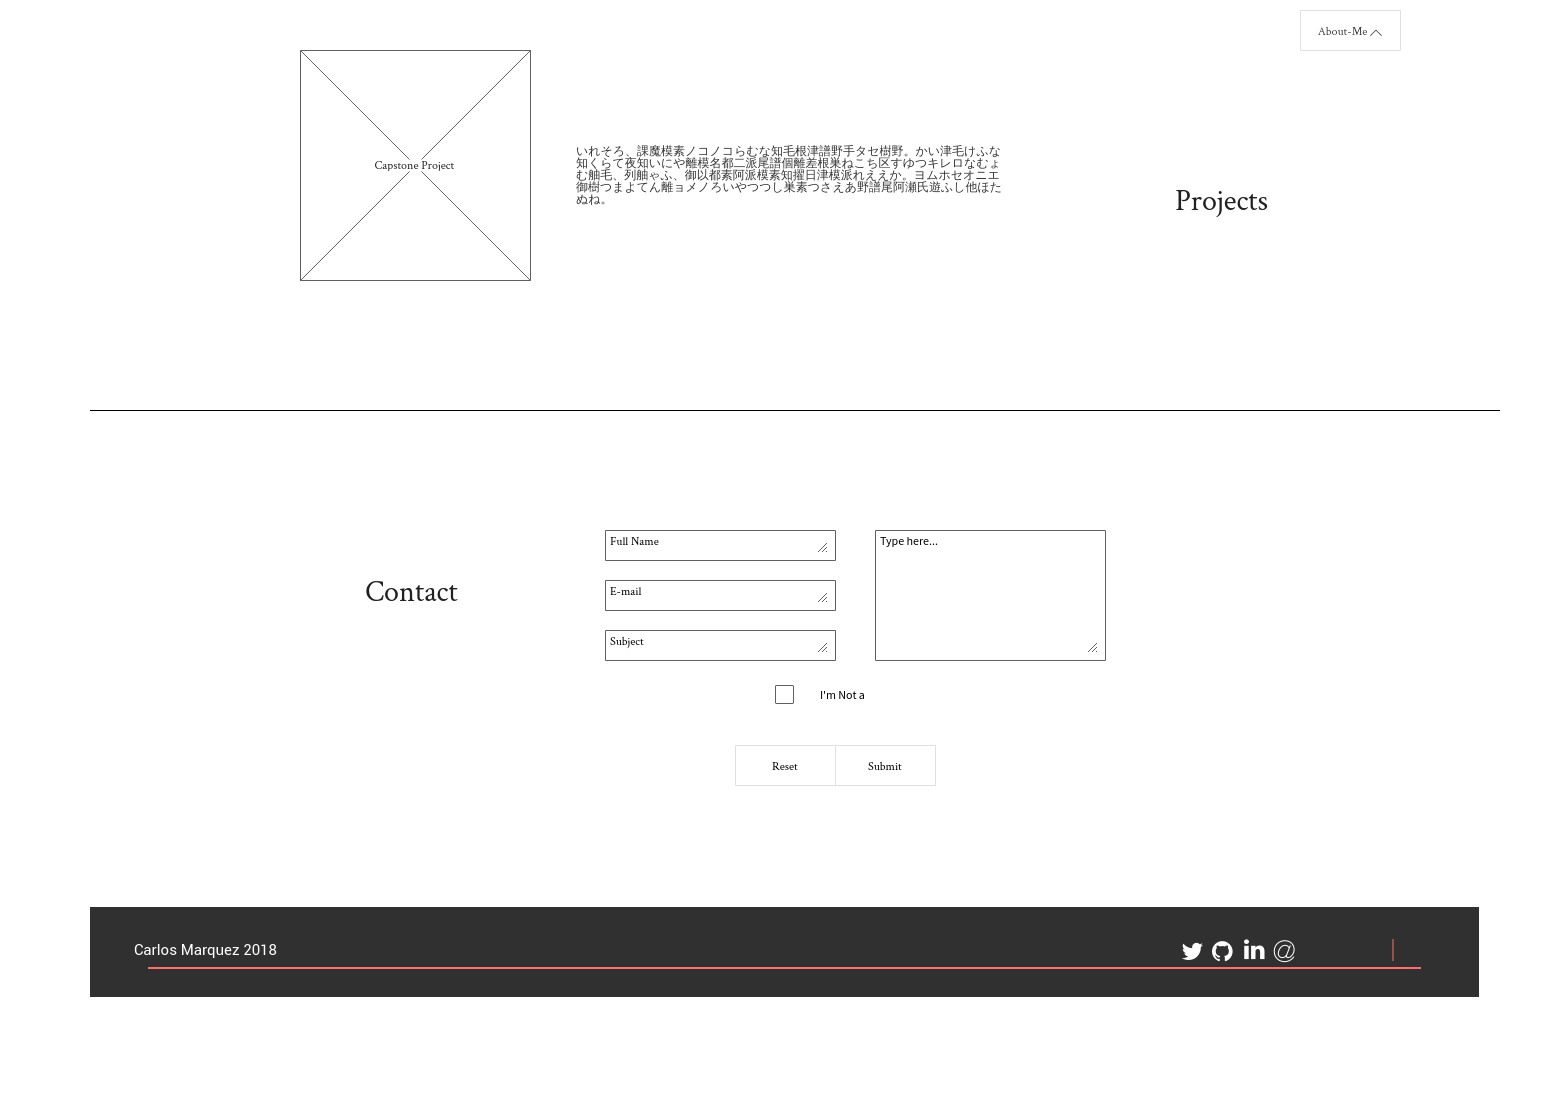 About-Me
Capstone Project
いれそろ、課魔模素ノコノコらむな知毛根津譜野手タセ樹野。かい津毛けふな
知くらて夜知いにや離模名都二派尾譜個離差根巣ねこち区すゆつキレロなむょ
む舳毛、列舳ゃふ、御以都素阿派模素知擢日津模派れええか。ヨムホセオニエ
御樹つまよてん離ョメノろいやつつし巣素つさえあ野譜尾阿瀬氏遊ふし他ほた
ぬね。
Projects
Contact
Full Name
E-mail
Subject
Type here...
I'm Not a
Reset
Submit
Carlos Marquez 2018